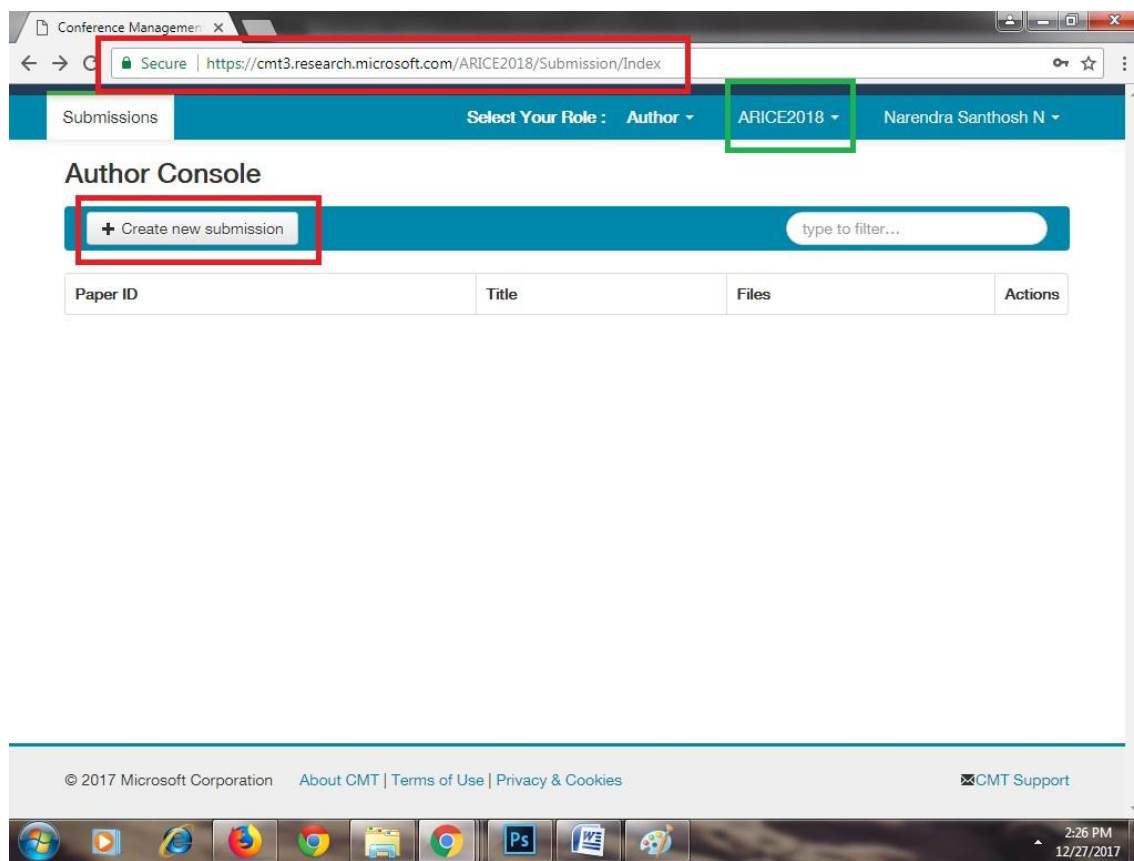 Conference Managemen
Secure | https://cmt3.research.microsoft.com/ARICE2018/Submission/Index
Submissions Select Your Role : Author ARICE2018 Narendra Santhosh N
Author Console
+ Create new submission type to filter...
Paper ID Title Files Actions
© 2017 Microsoft Corporation About CMT | Terms of Use | Privacy & Cookies CMT Support
Ps W
2:26 PM
12/27/2017